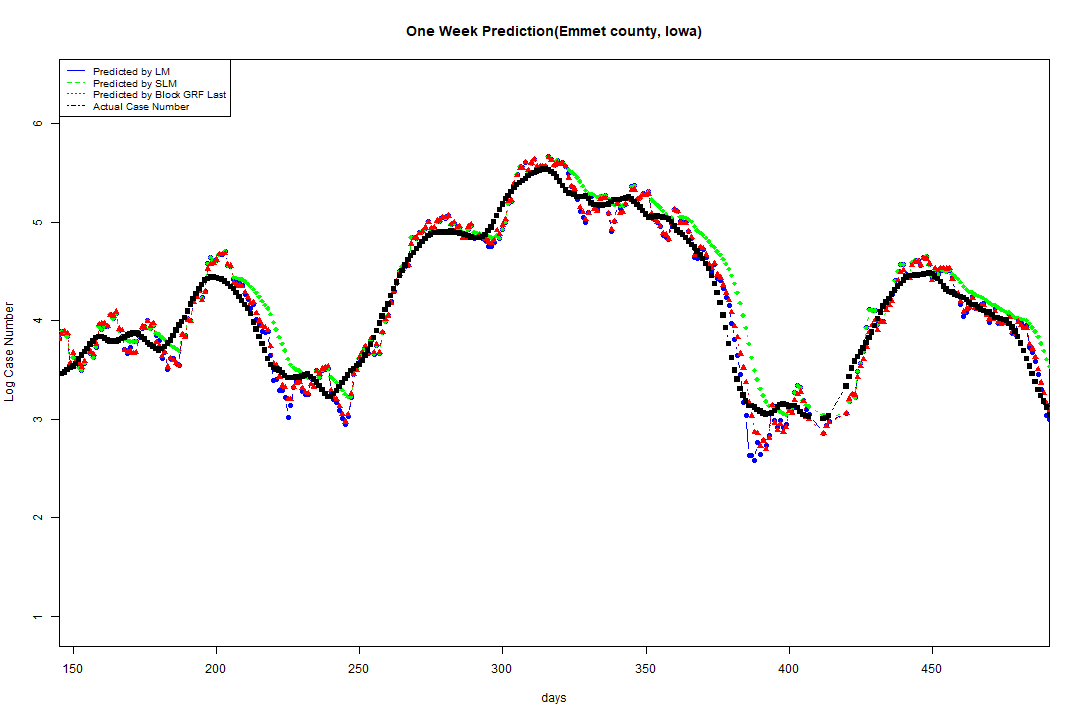 One Week Prediction(Emmet county, Iowa)
Predicted by LM
Predicted by SLM
Predicted by Block GRF Last
Actual Case Number
Log Case Number
6
5
4
3
2
1
150 200 250 300 350 400 450
days